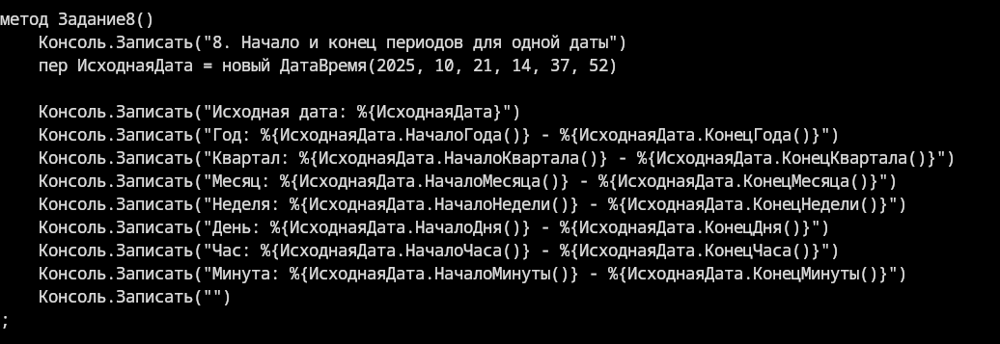 метод Задание8()
    Консоль.Записать("8. Начало и конец периодов для одной даты")
    пер ИсходнаяДата = новый ДатаВремя(2025, 10, 21, 14, 37, 52)

    Консоль.Записать("Исходная дата: %{ИсходнаяДата}")
    Консоль.Записать("Год: %{ИсходнаяДата.НачалоГода()} - %{ИсходнаяДата.КонецГода()}")
    Консоль.Записать("Квартал: %{ИсходнаяДата.НачалоКвартала()} - %{ИсходнаяДата.КонецКвартала()}")
    Консоль.Записать("Месяц: %{ИсходнаяДата.НачалоМесяца()} - %{ИсходнаяДата.КонецМесяца()}")
    Консоль.Записать("Неделя: %{ИсходнаяДата.НачалоНедели()} - %{ИсходнаяДата.КонецНедели()}")
    Консоль.Записать("День: %{ИсходнаяДата.НачалоДня()} - %{ИсходнаяДата.КонецДня()}")
    Консоль.Записать("Час: %{ИсходнаяДата.НачалоЧаса()} - %{ИсходнаяДата.КонецЧаса()}")
    Консоль.Записать("Минута: %{ИсходнаяДата.НачалоМинуты()} - %{ИсходнаяДата.КонецМинуты()}")
    Консоль.Записать("")
;